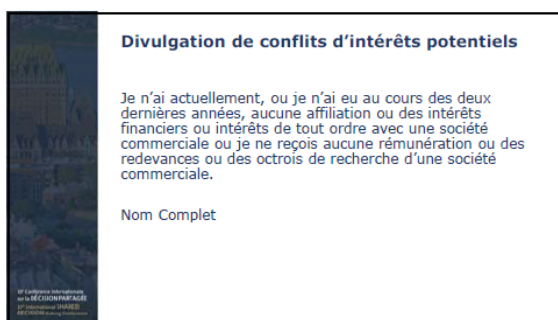 Divulgation de conflits d’intérêts potentiels
Je n’ai actuellement, ou je n’ai eu au cours des deux
dernières années, aucune affiliation ou des intérêts
financiers ou intérêts de tout ordre avec une société
commerciale ou je ne reçois aucune rémunération ou des
redevances ou des octrois de recherche d’une société
commerciale.
Nom Complet
Conférence Internationale
sur la DÉCISION PARTAGÉE
International SHARED
DECISION Making Conference